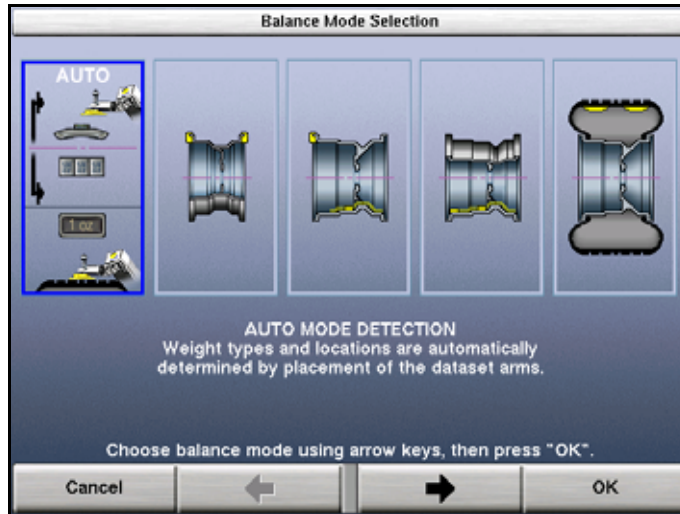 Balance Mode Selection
AUTO
1 oz
AUTO MODE DETECTION
Weight types and locations are automatically
determined by placement of the dataset arms.
Choose balance mode using arrow keys, then press "OK".
Cancel
OK